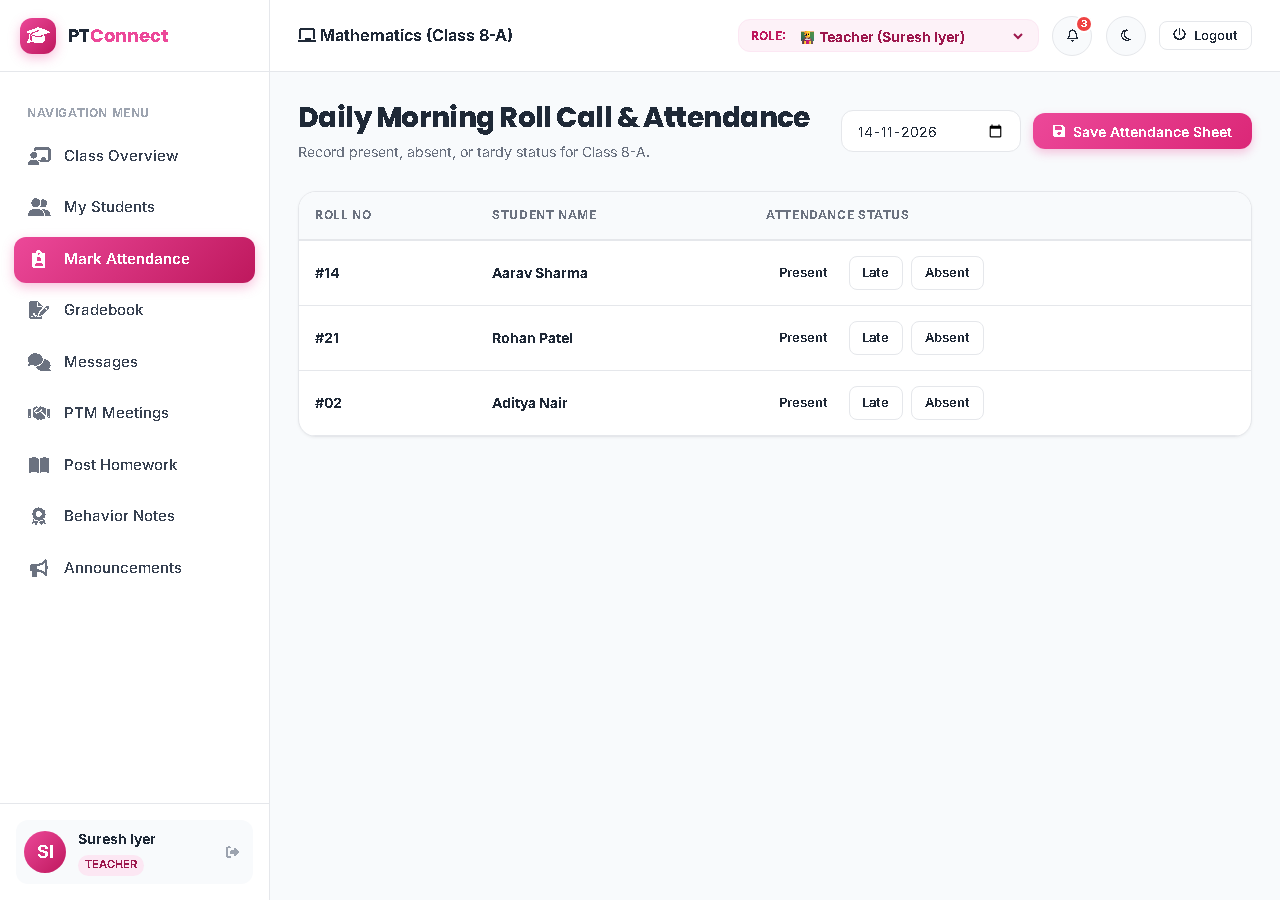 PTConnect
Mathematics (Class 8-A)
ROLE: Teacher (Suresh Iyer)
3
Logout
NAVIGATION MENU
Class Overview
My Students
Mark Attendance
Gradebook
Messages
PTM Meetings
Post Homework
Behavior Notes
Announcements
SI
Suresh Iyer
TEACHER
Daily Morning Roll Call & Attendance
Record present, absent, or tardy status for Class 8-A.
14-11-2026
Save Attendance Sheet
ROLL NO STUDENT NAME ATTENDANCE STATUS
#14 Aarav Sharma Present Late Absent
#21 Rohan Patel Present Late Absent
#02 Aditya Nair Present Late Absent